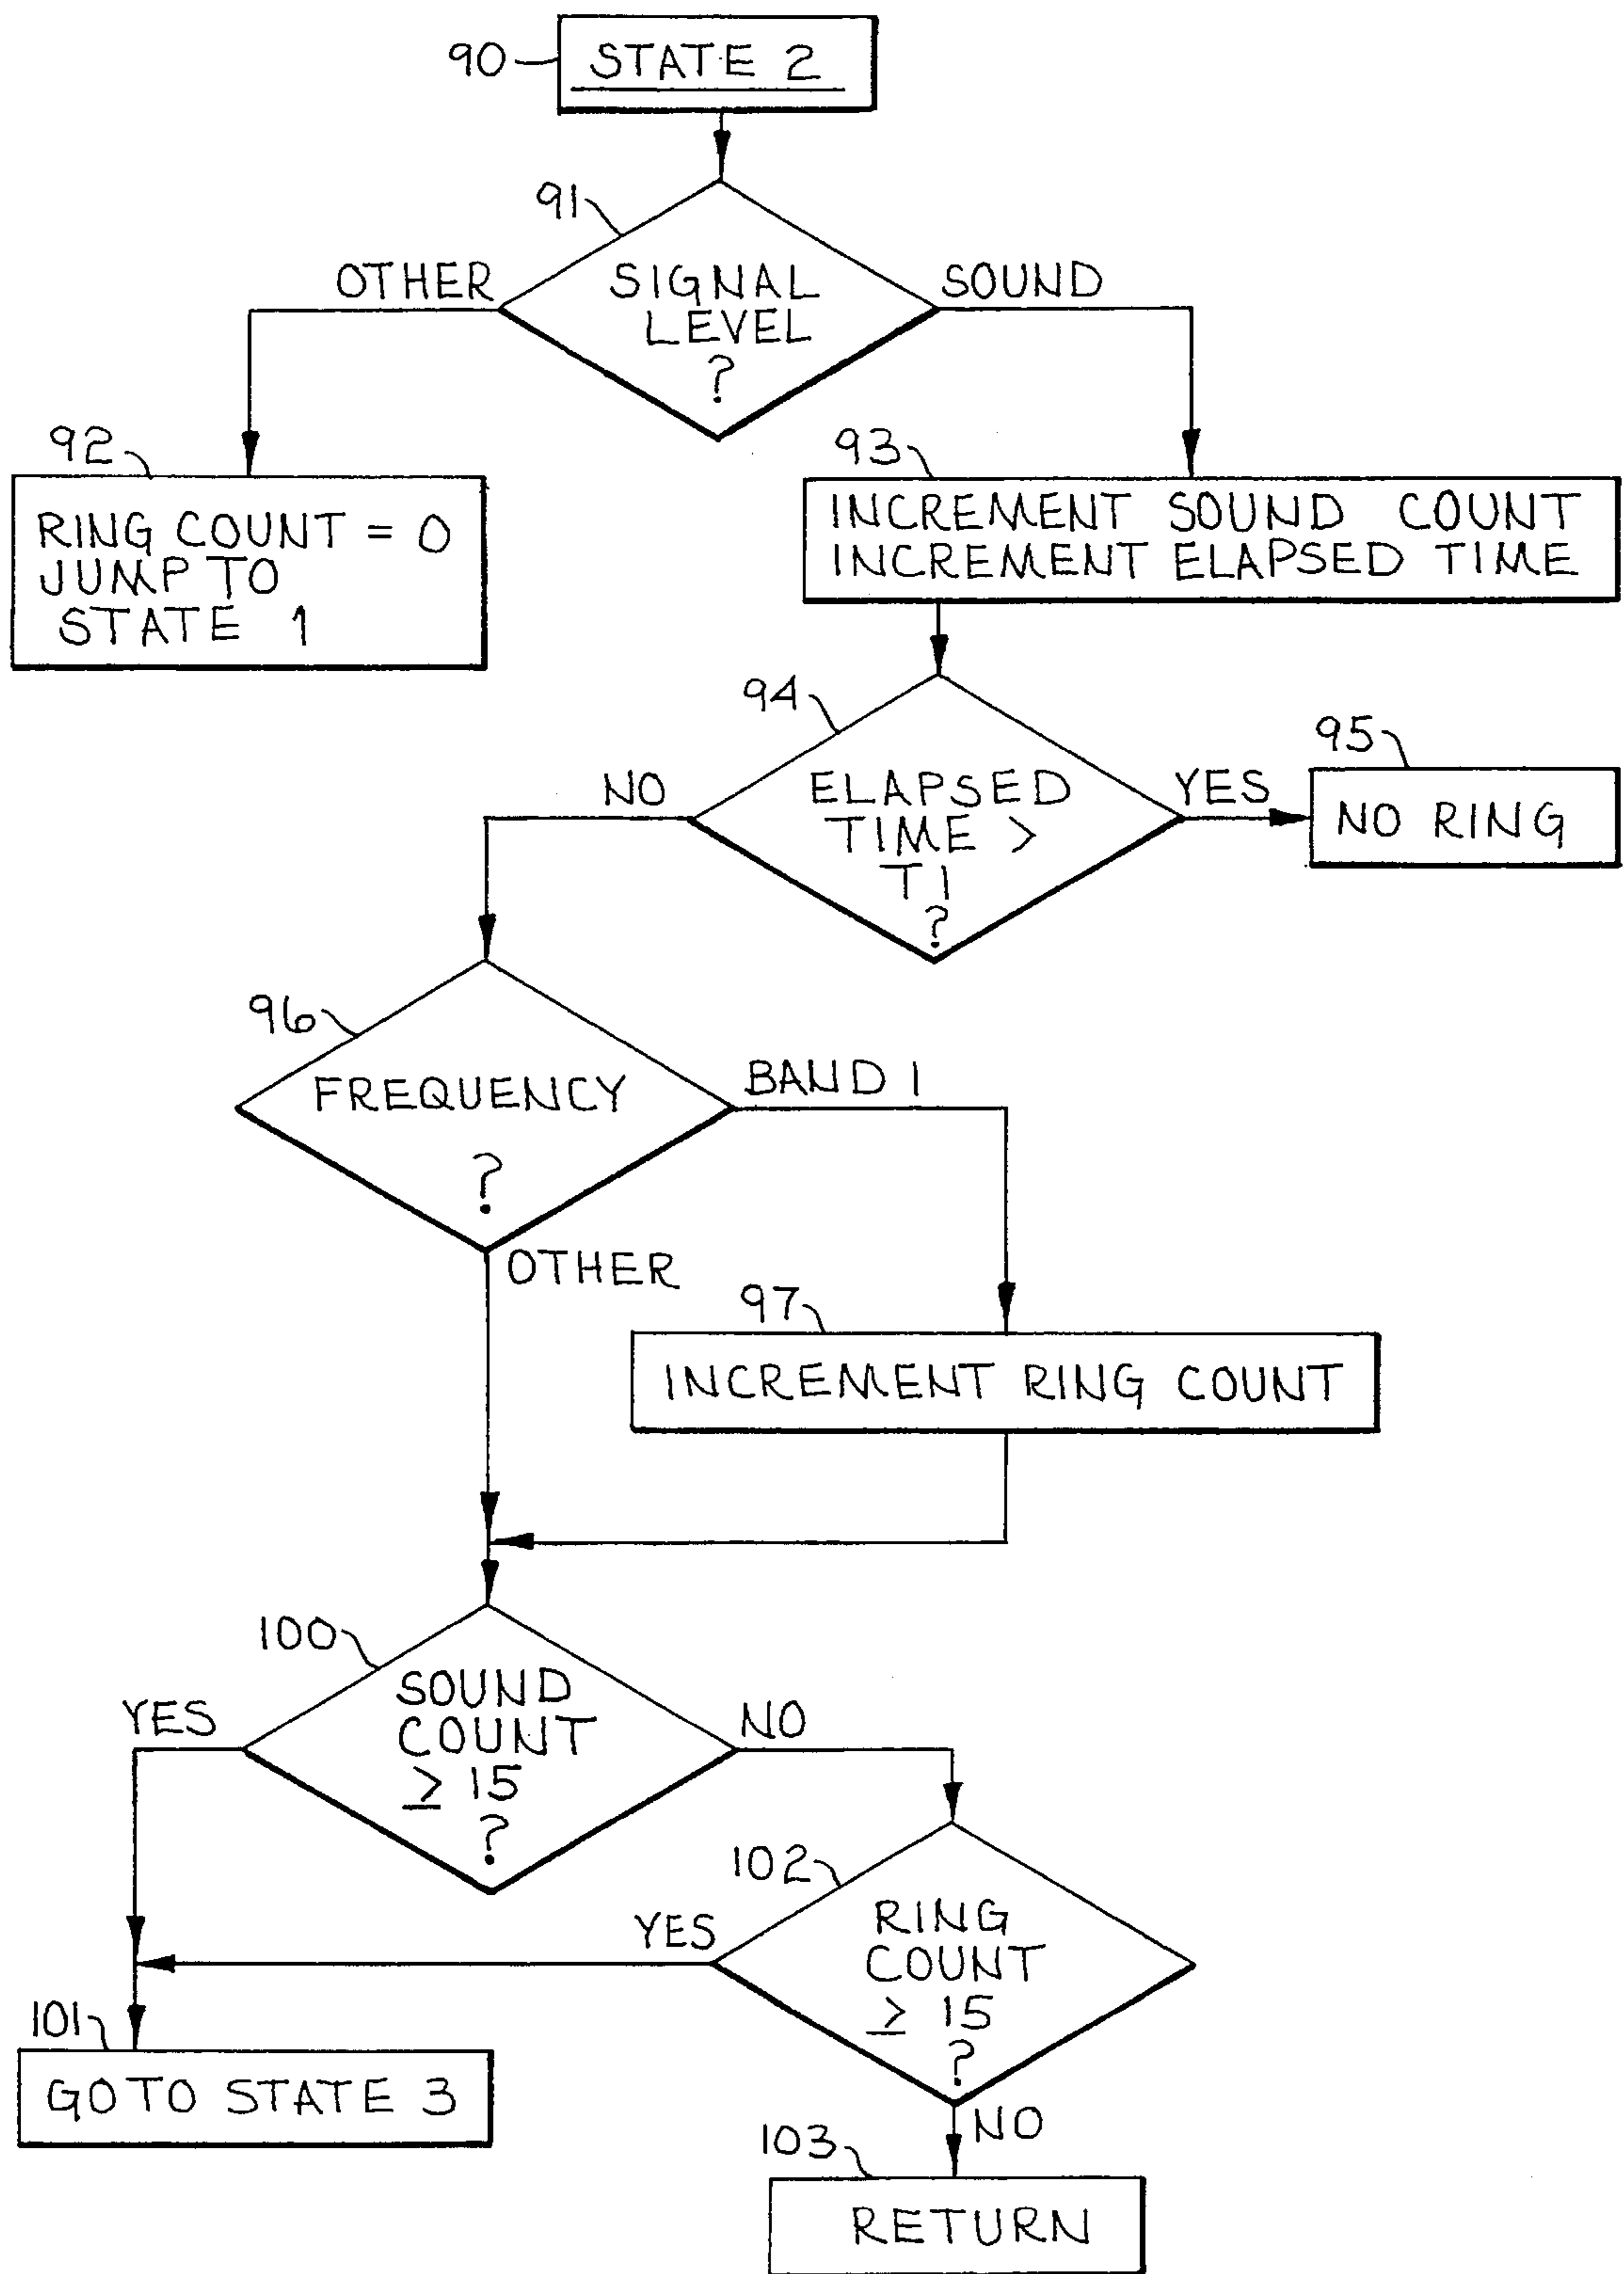 90
STATE 2
91
OTHER
SIGNAL
LEVEL
?
SOUND
92
RING COUNT = 0
JUMP TO
STATE 1
93
INCREMENT SOUND COUNT
INCREMENT ELAPSED TIME
94
NO
ELAPSED
TIME >
T1
?
YES
95
NO RING
96
FREQUENCY
?
BAND 1
OTHER
97
INCREMENT RING COUNT
100
YES
SOUND
COUNT
≥ 15
?
NO
102
YES
RING
COUNT
≥ 15
?
101
GO TO STATE 3
NO
103
RETURN